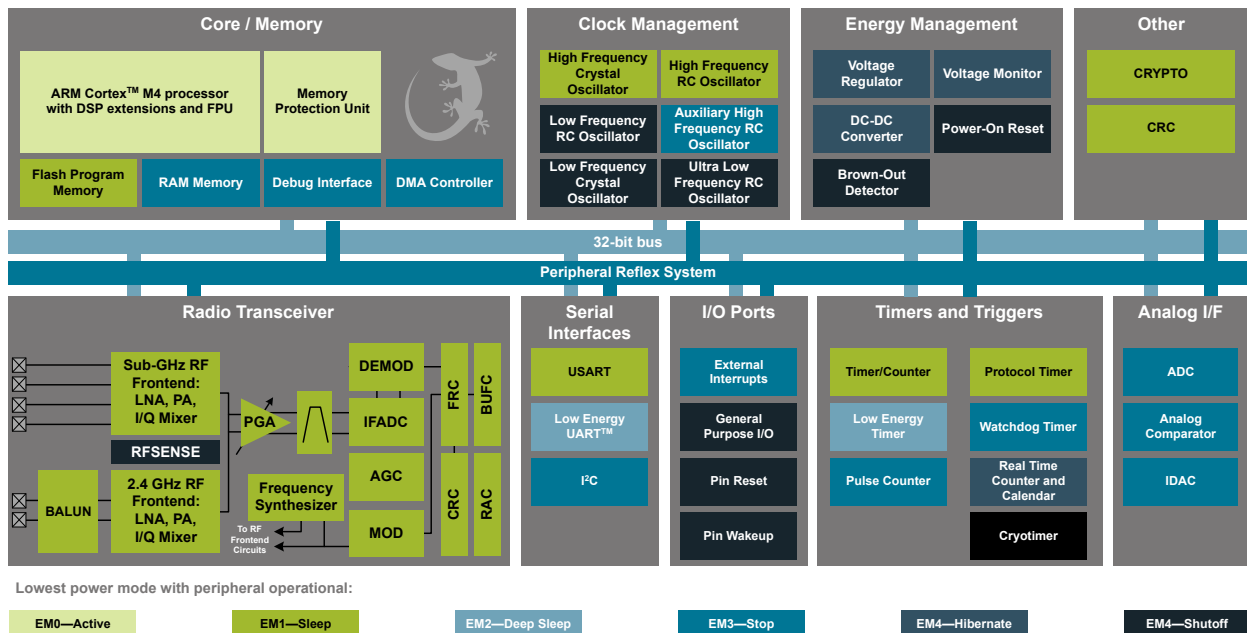 Core / Memory
ARM Cortex™ M4 processor
with DSP extensions and FPU
Memory
Protection Unit
Flash Program
Memory
RAM Memory
Debug Interface
DMA Controller
Clock Management
High Frequency
Crystal
Oscillator
High Frequency
RC Oscillator
Low Frequency
RC Oscillator
Auxiliary High
Frequency RC
Oscillator
Low Frequency
Crystal
Oscillator
Ultra Low
Frequency RC
Oscillator
Energy Management
Voltage
Regulator
Voltage Monitor
DC-DC
Converter
Power-On Reset
Brown-Out
Detector
Other
CRYPTO
CRC
32-bit bus
Peripheral Reflex System
Radio Transceiver
Sub-GHz RF
Frontend:
LNA, PA,
I/Q Mixer
RFSENSE
BALUN
2.4 GHz RF
Frontend:
LNA, PA,
I/Q Mixer
PGA
Frequency
Synthesizer
To RF
Frontend
Circuits
DEMOD
IFADC
AGC
MOD
FRC
BUFC
CRC
RAC
Serial
Interfaces
USART
Low Energy
UART™
I²C
I/O Ports
External
Interrupts
General
Purpose I/O
Pin Reset
Pin Wakeup
Timers and Triggers
Timer/Counter
Protocol Timer
Low Energy
Timer
Watchdog Timer
Pulse Counter
Real Time
Counter and
Calendar
Cryotimer
Analog I/F
ADC
Analog
Comparator
IDAC
Lowest power mode with peripheral operational:
EM0—Active
EM1—Sleep
EM2—Deep Sleep
EM3—Stop
EM4—Hibernate
EM4—Shutoff